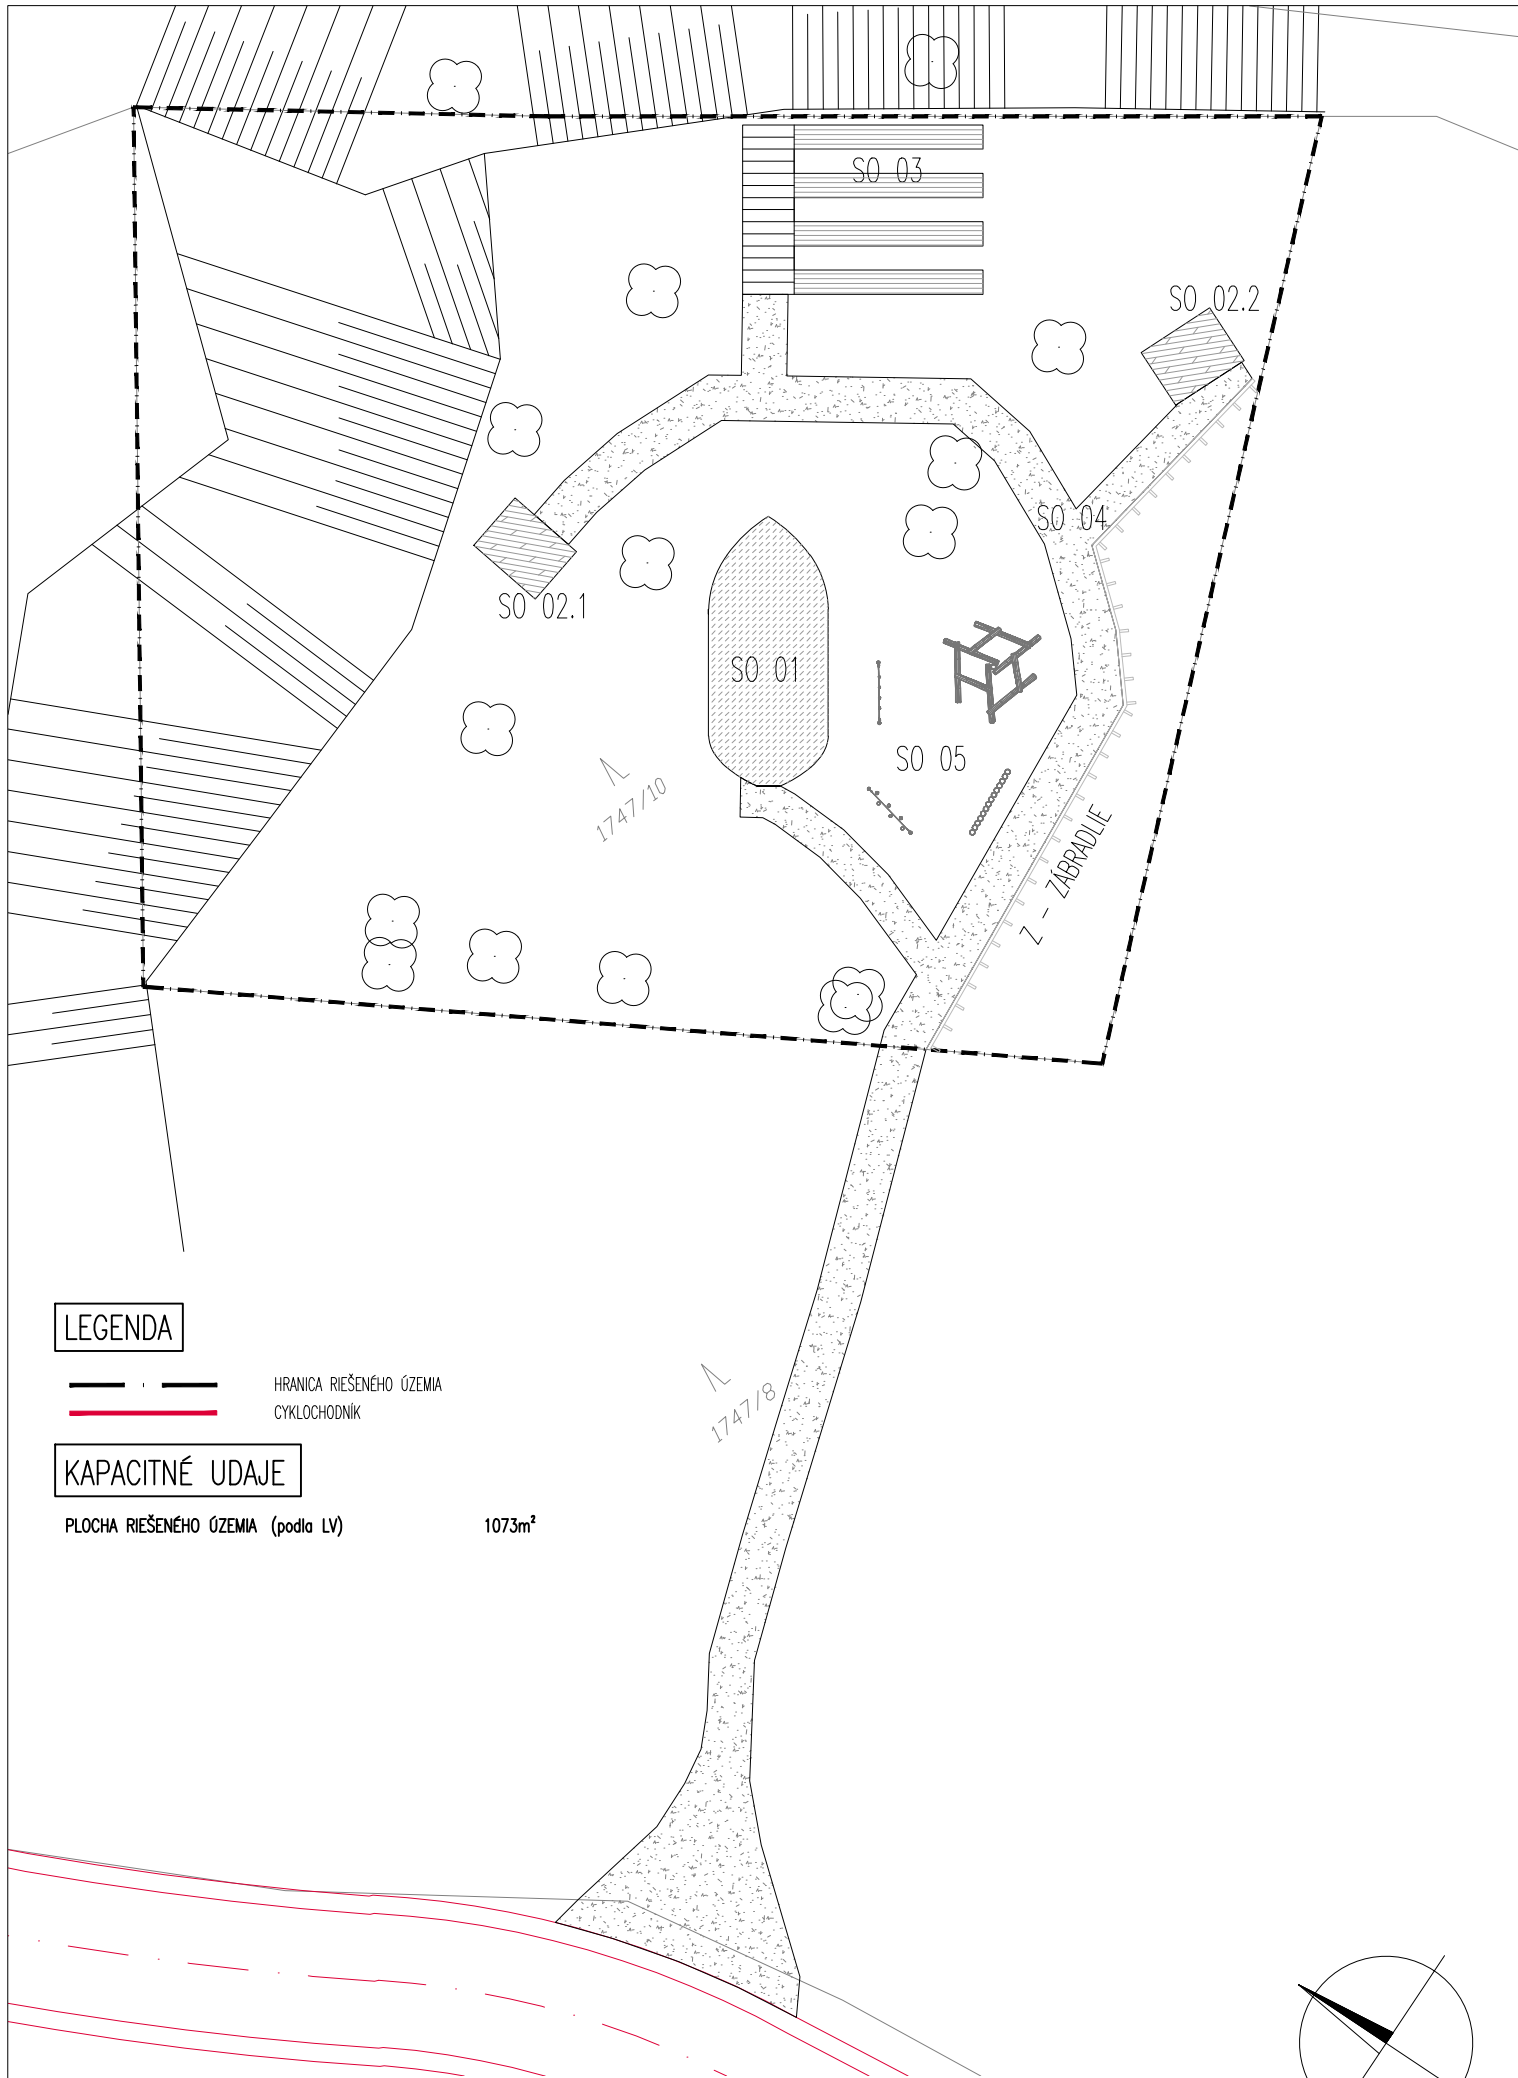 SO 03
SO 02.2
SO 04
SO 02.1
SO 01
SO 05
1747/10
Z - ZÁBRADLIE
LEGENDA
HRANICA RIEŠENÉHO ÚZEMIA
CYKLOCHODNÍK
1747/8
KAPACITNÉ UDAJE
PLOCHA RIEŠENÉHO ÚZEMIA (podla LV) 1073m²